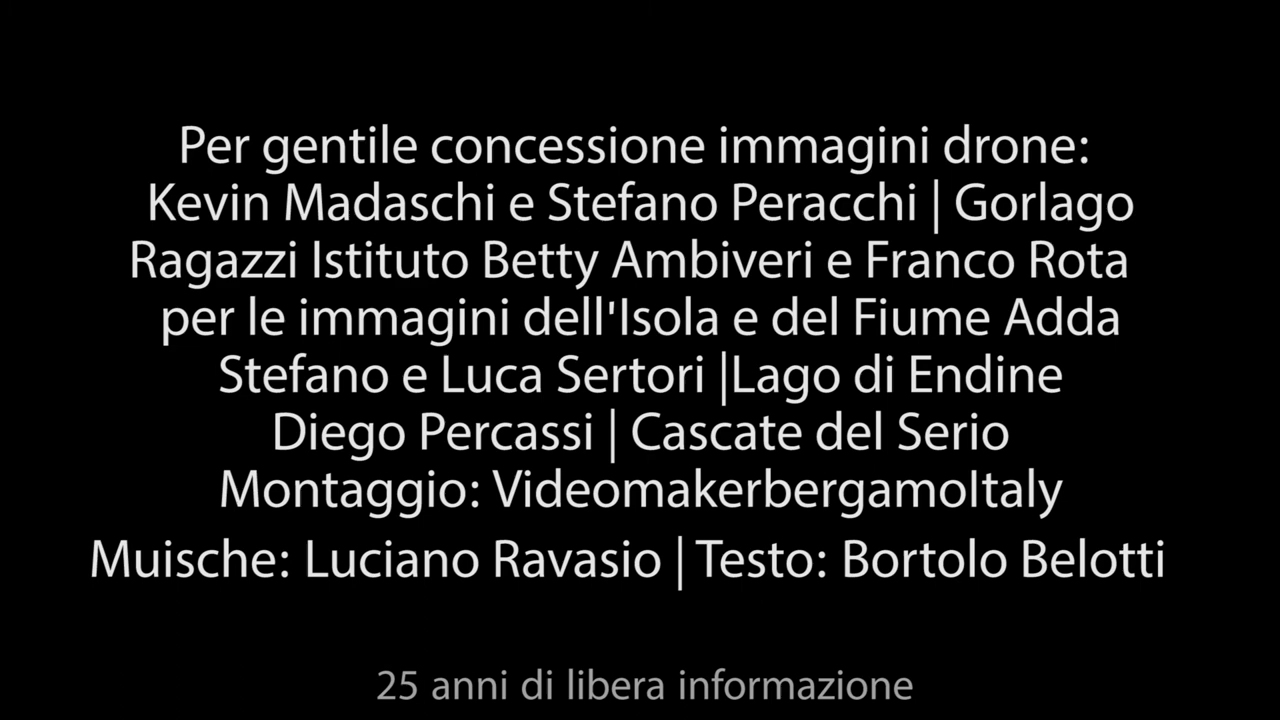 Per gentile concessione immagini drone:
Kevin Madaschi e Stefano Peracchi | Gorlago
Ragazzi Istituto Betty Ambiveri e Franco Rota
per le immagini dell'Isola e del Fiume Adda
Stefano e Luca Sertori |Lago di Endine
Diego Percassi | Cascate del Serio
Montaggio: VideomakerbergamoItaly
Muische: Luciano Ravasio | Testo: Bortolo Belotti
25 anni di libera informazione